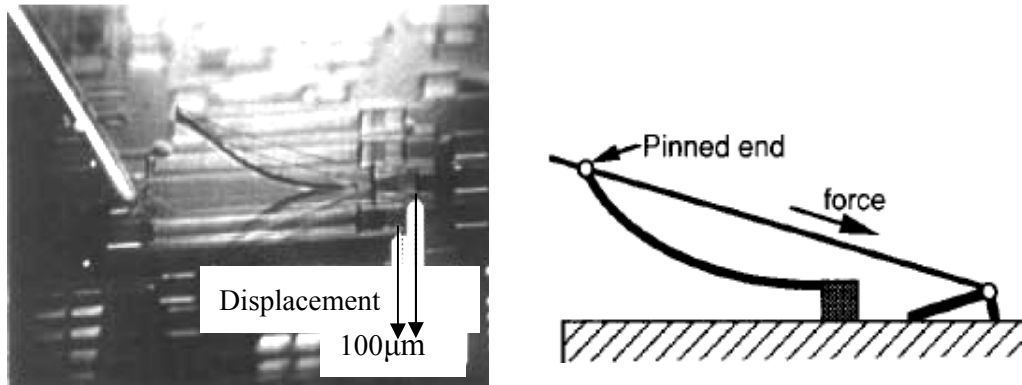 Displacement
100μm
Pinned end
force